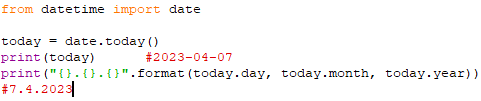 from datetime import date

today = date.today()
print(today)      #2023-04-07
print("{}.{}.{}".format(today.day, today.month, today.year))
#7.4.2023